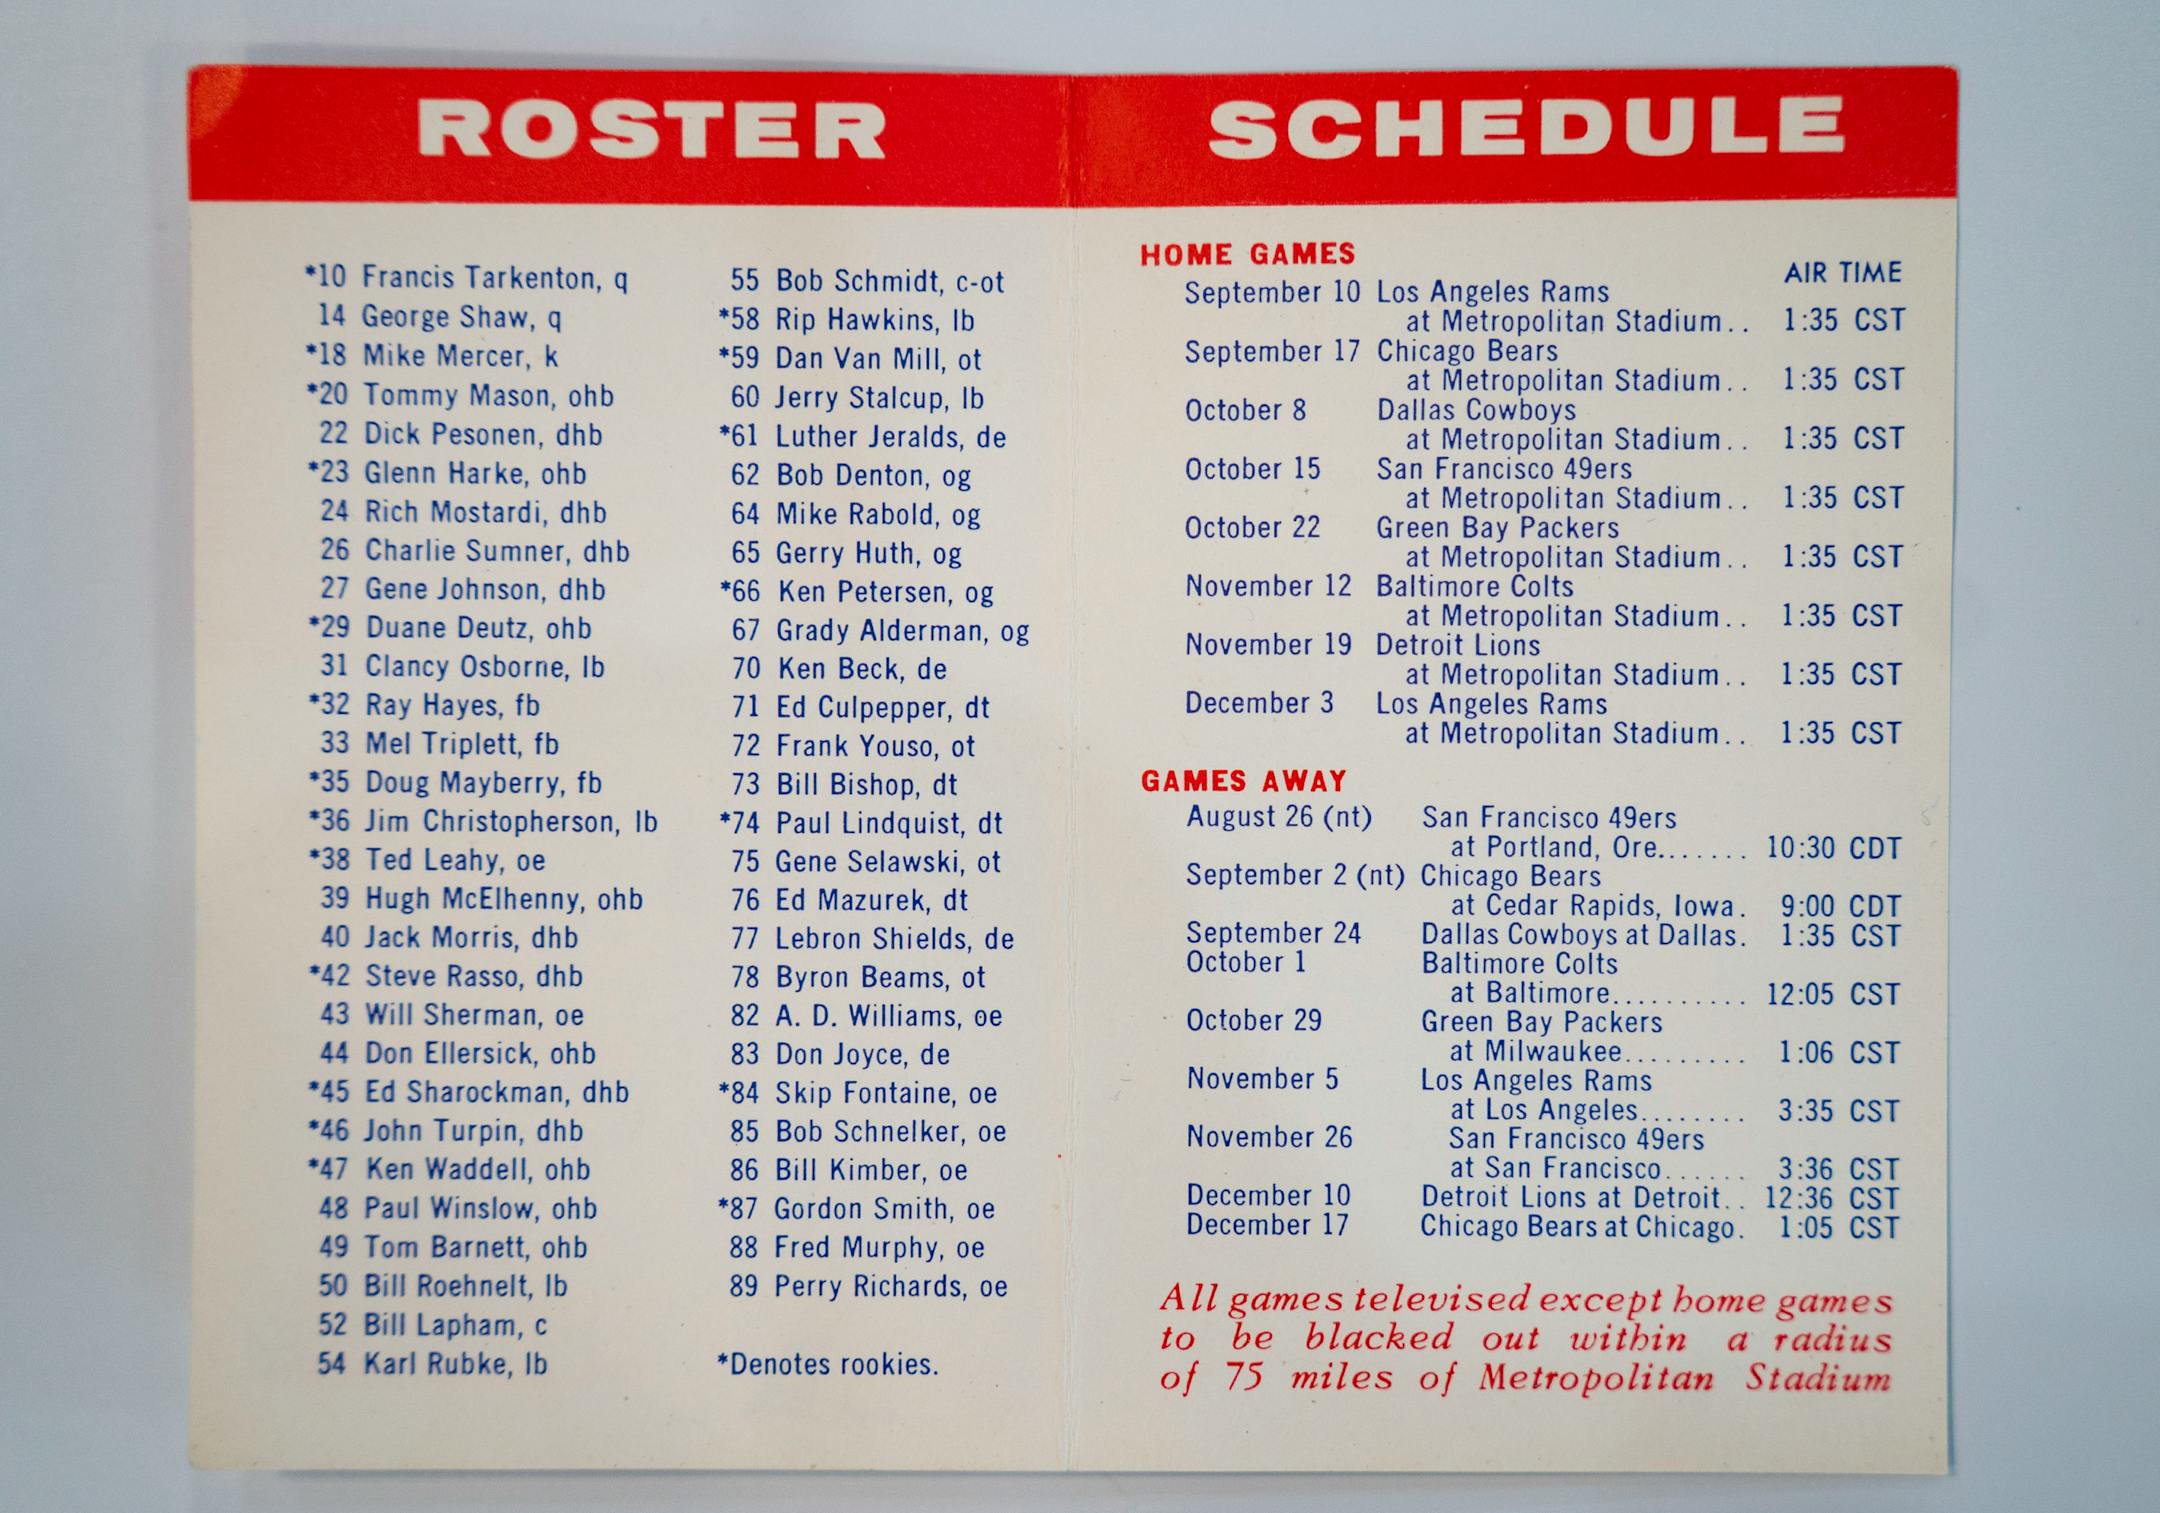 ROSTER
*10 Francis Tarkenton, q
14 George Shaw, q
*18 Mike Mercer, k
*20 Tommy Mason, ohb
22 Dick Pesonen, dhb
*23 Glenn Harke, ohb
24 Rich Mostardi, dhb
26 Charlie Sumner, dhb
27 Gene Johnson, dhb
*29 Duane Deutz, ohb
31 Clancy Osborne, lb
*32 Ray Hayes, fb
33 Mel Triplett, fb
*35 Doug Mayberry, fb
*36 Jim Christopherson, lb
*38 Ted Leahy, oe
39 Hugh McElhenny, ohb
40 Jack Morris, dhb
*42 Steve Rasso, dhb
43 Will Sherman, oe
44 Don Ellersick, ohb
*45 Ed Sharockman, dhb
*46 John Turpin, dhb
*47 Ken Waddell, ohb
48 Paul Winslow, ohb
49 Tom Barnett, ohb
50 Bill Roehnelt, lb
52 Bill Lapham, c
54 Karl Rubke, lb
55 Bob Schmidt, c-ot
*58 Rip Hawkins, lb
*59 Dan Van Mill, ot
60 Jerry Stalcup, lb
*61 Luther Jeralds, de
62 Bob Denton, og
64 Mike Rabold, og
65 Gerry Huth, og
*66 Ken Petersen, og
67 Grady Alderman, og
70 Ken Beck, de
71 Ed Culpepper, dt
72 Frank Youso, ot
73 Bill Bishop, dt
*74 Paul Lindquist, dt
75 Gene Selawski, ot
76 Ed Mazurek, dt
77 Lebron Shields, de
78 Byron Beams, ot
82 A. D. Williams, oe
83 Don Joyce, de
*84 Skip Fontaine, oe
85 Bob Schnelker, oe
86 Bill Kimber, oe
*87 Gordon Smith, oe
88 Fred Murphy, oe
89 Perry Richards, oe
*Denotes rookies.
SCHEDULE
HOME GAMES
AIR TIME
September 10 Los Angeles Rams
at Metropolitan Stadium.. 1:35 CST
September 17 Chicago Bears
at Metropolitan Stadium.. 1:35 CST
October 8 Dallas Cowboys
at Metropolitan Stadium.. 1:35 CST
October 15 San Francisco 49ers
at Metropolitan Stadium.. 1:35 CST
October 22 Green Bay Packers
at Metropolitan Stadium.. 1:35 CST
November 12 Baltimore Colts
at Metropolitan Stadium.. 1:35 CST
November 19 Detroit Lions
at Metropolitan Stadium.. 1:35 CST
December 3 Los Angeles Rams
at Metropolitan Stadium.. 1:35 CST
GAMES AWAY
August 26 (nt) San Francisco 49ers
at Portland, Ore....... 10:30 CDT
September 2 (nt) Chicago Bears
at Cedar Rapids, Iowa. 9:00 CDT
September 24 Dallas Cowboys at Dallas. 1:35 CST
October 1 Baltimore Colts
at Baltimore.......... 12:05 CST
October 29 Green Bay Packers
at Milwaukee......... 1:06 CST
November 5 Los Angeles Rams
at Los Angeles........ 3:35 CST
November 26 San Francisco 49ers
at San Francisco...... 3:36 CST
December 10 Detroit Lions at Detroit.. 12:36 CST
December 17 Chicago Bears at Chicago. 1:05 CST
All games televised except home games
to be blacked out within a radius
of 75 miles of Metropolitan Stadium